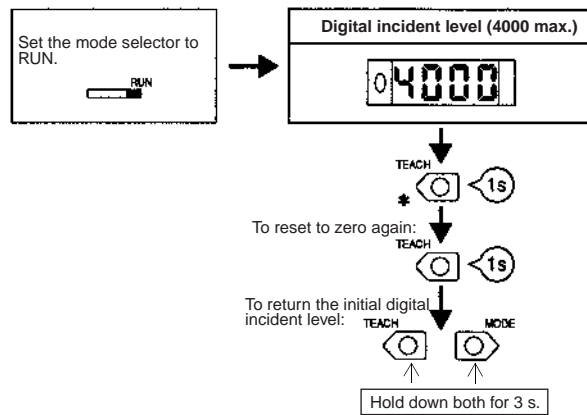 Set the mode selector to
RUN.
RUN
Digital incident level (4000 max.)
0 4000
TEACH
* 1s
To reset to zero again:
TEACH
1s
To return the initial digital
incident level:
TEACH
MODE
Hold down both for 3 s.